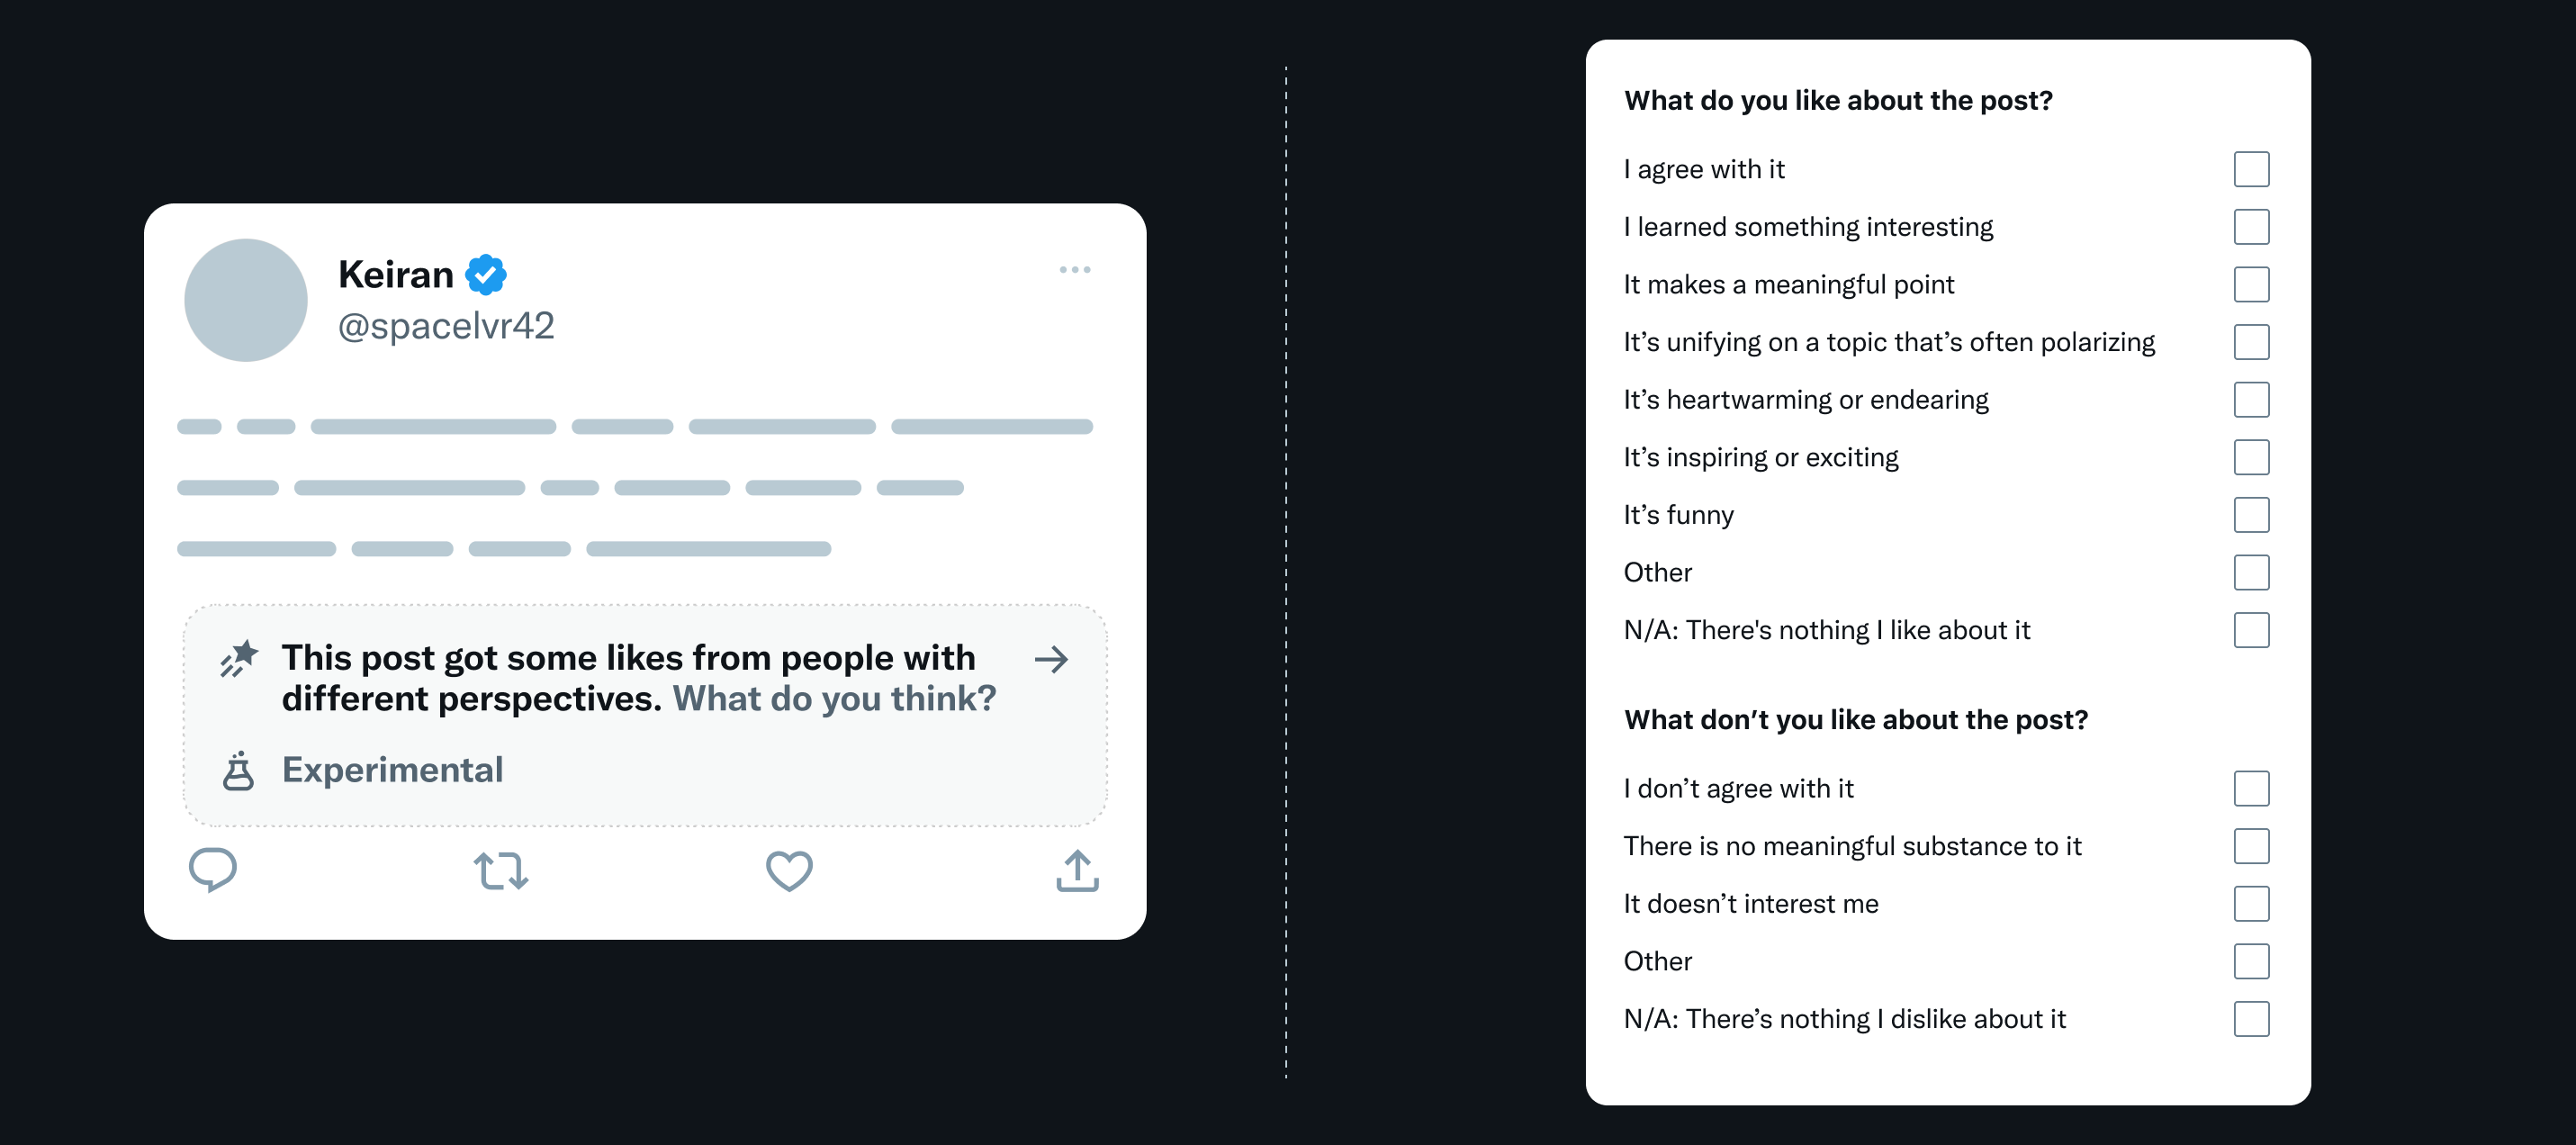 Keiran
@spacelvr42
This post got some likes from people with
different perspectives. What do you think?
Experimental
What do you like about the post?
I agree with it
I learned something interesting
It makes a meaningful point
It’s unifying on a topic that’s often polarizing
It’s heartwarming or endearing
It’s inspiring or exciting
It’s funny
Other
N/A: There's nothing I like about it
What don’t you like about the post?
I don’t agree with it
There is no meaningful substance to it
It doesn’t interest me
Other
N/A: There’s nothing I dislike about it